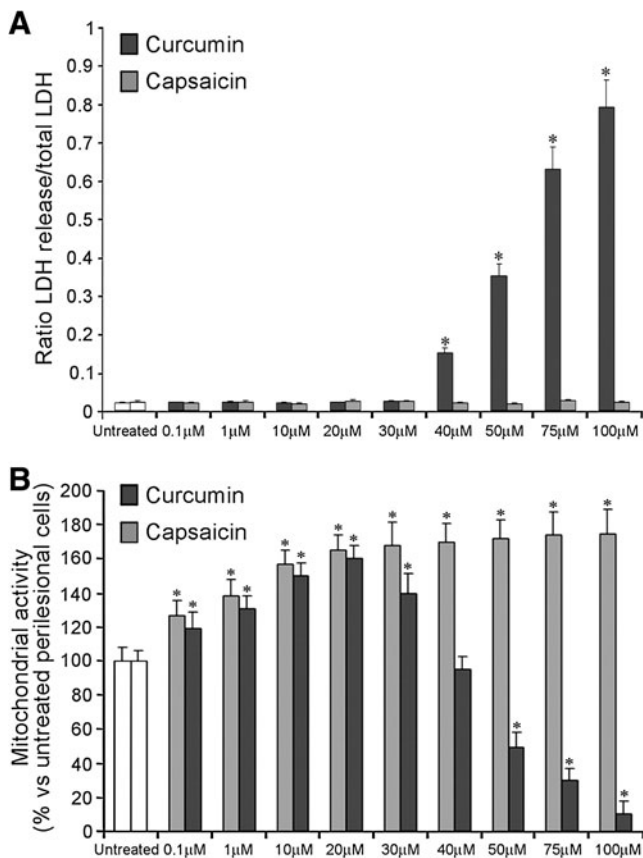 A
Curcumin
Capsaicin
Ratio LDH release/total LDH
1
0.9
0.8
0.7
0.6
0.5
0.4
0.3
0.2
0.1
0
* * * *
Untreated 0.1μM 1μM 10μM 20μM 30μM 40μM 50μM 75μM 100μM
B
Curcumin
Capsaicin
Mitochondrial activity
(% vs untreated perilesional cells)
200
180
160
140
120
100
80
60
40
20
0
* * * * * * * * * * * * * * * * *
Untreated 0.1μM 1μM 10μM 20μM 30μM 40μM 50μM 75μM 100μM